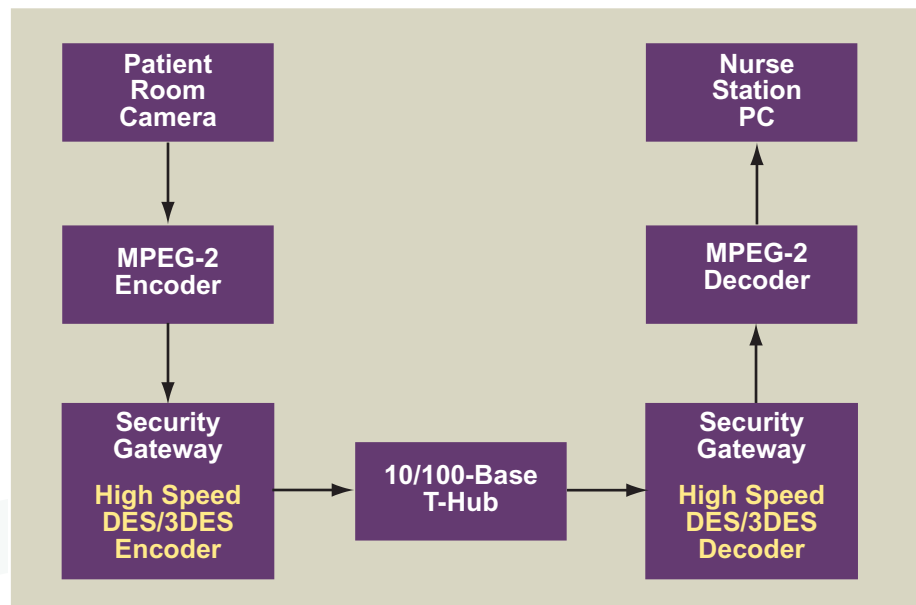 Patient
Room
Camera
MPEG-2
Encoder
Security
Gateway
High Speed
DES/3DES
Encoder
10/100-Base
T-Hub
Security
Gateway
High Speed
DES/3DES
Decoder
MPEG-2
Decoder
Nurse
Station
PC